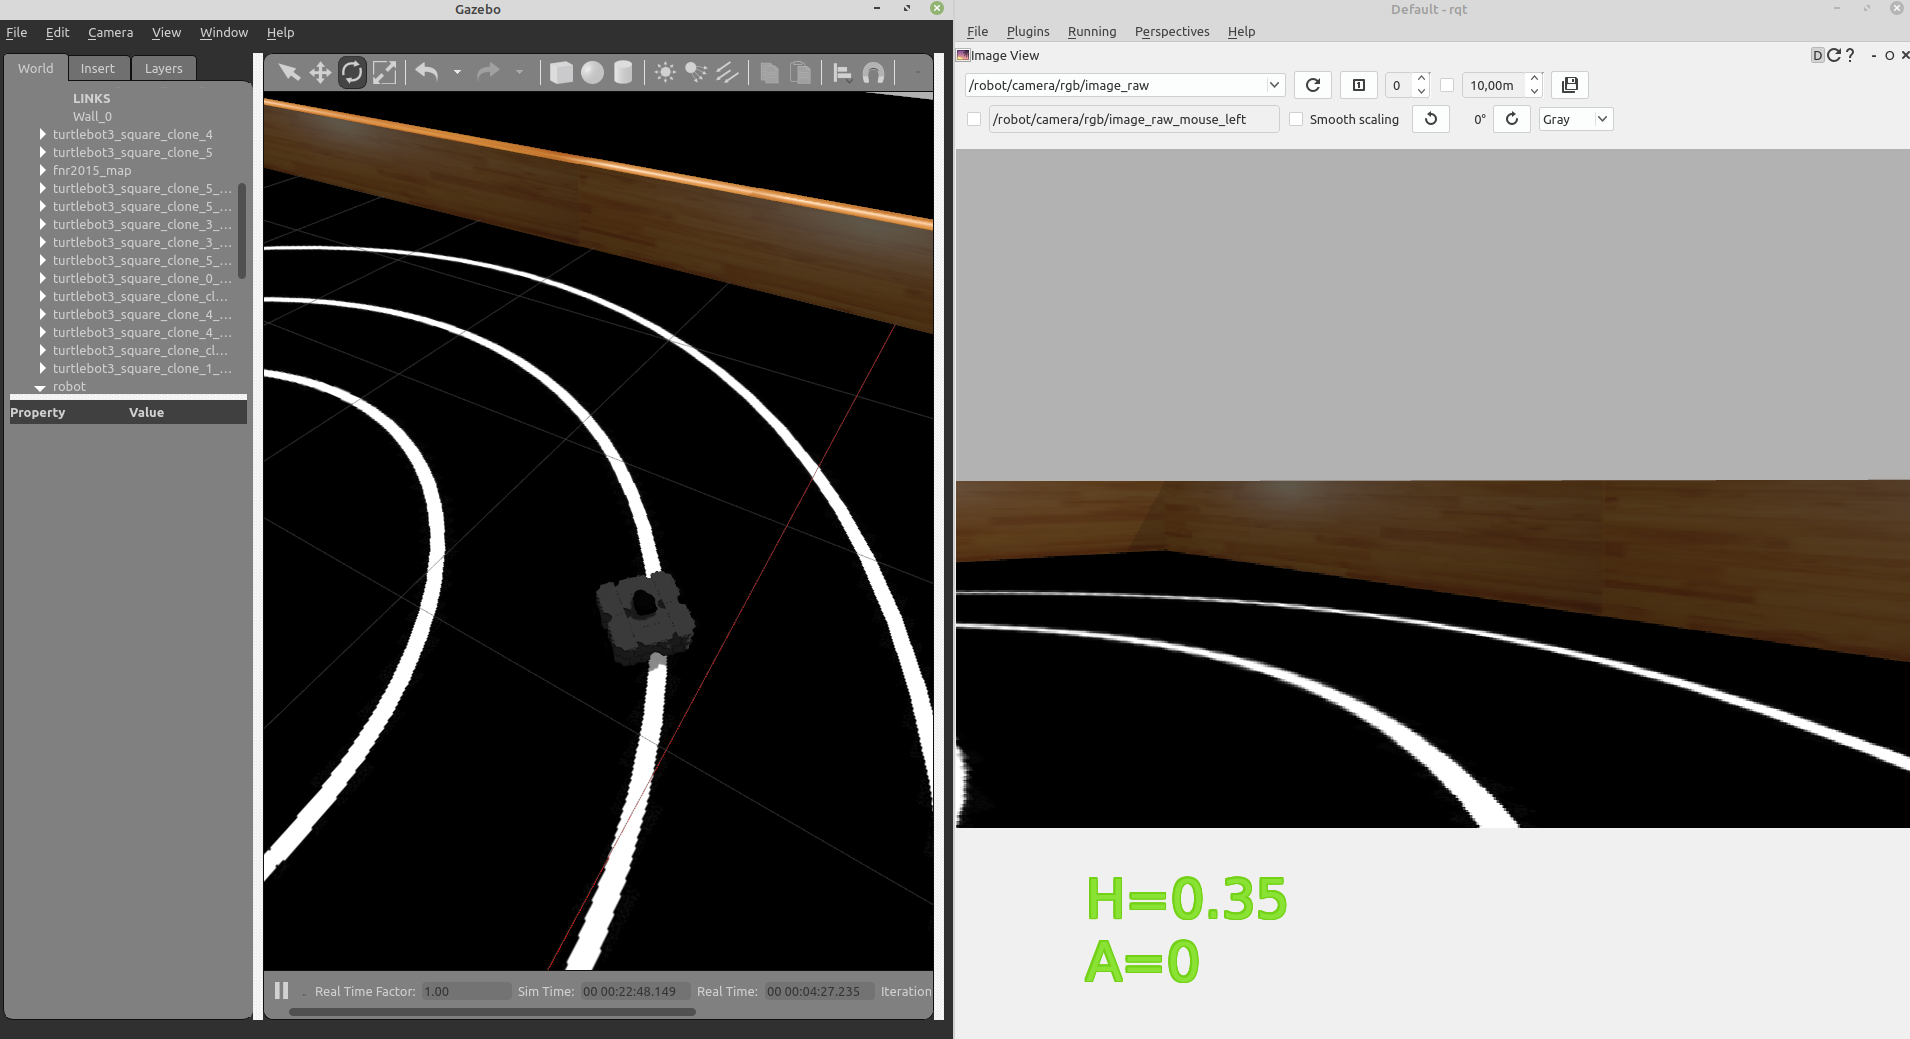 Gazebo
File Edit Camera View Window Help
World Insert Layers
LINKS
Wall_0
turtlebot3_square_clone_4
turtlebot3_square_clone_5
fnr2015_map
turtlebot3_square_clone_5_...
turtlebot3_square_clone_5_...
turtlebot3_square_clone_3_...
turtlebot3_square_clone_3_...
turtlebot3_square_clone_5_...
turtlebot3_square_clone_0_...
turtlebot3_square_clone_cl...
turtlebot3_square_clone_4_...
turtlebot3_square_clone_4_...
turtlebot3_square_clone_cl...
turtlebot3_square_clone_1_...
robot
Property Value
Real Time Factor: 1.00 Sim Time: 00 00:22:48.149 Real Time: 00 00:04:27.235 Iteration
Default - rqt
File Plugins Running Perspectives Help
Image View D ? - O
/robot/camera/rgb/image_raw 0 10,00m
/robot/camera/rgb/image_raw_mouse_left Smooth scaling 0° Gray
H=0.35
A=0